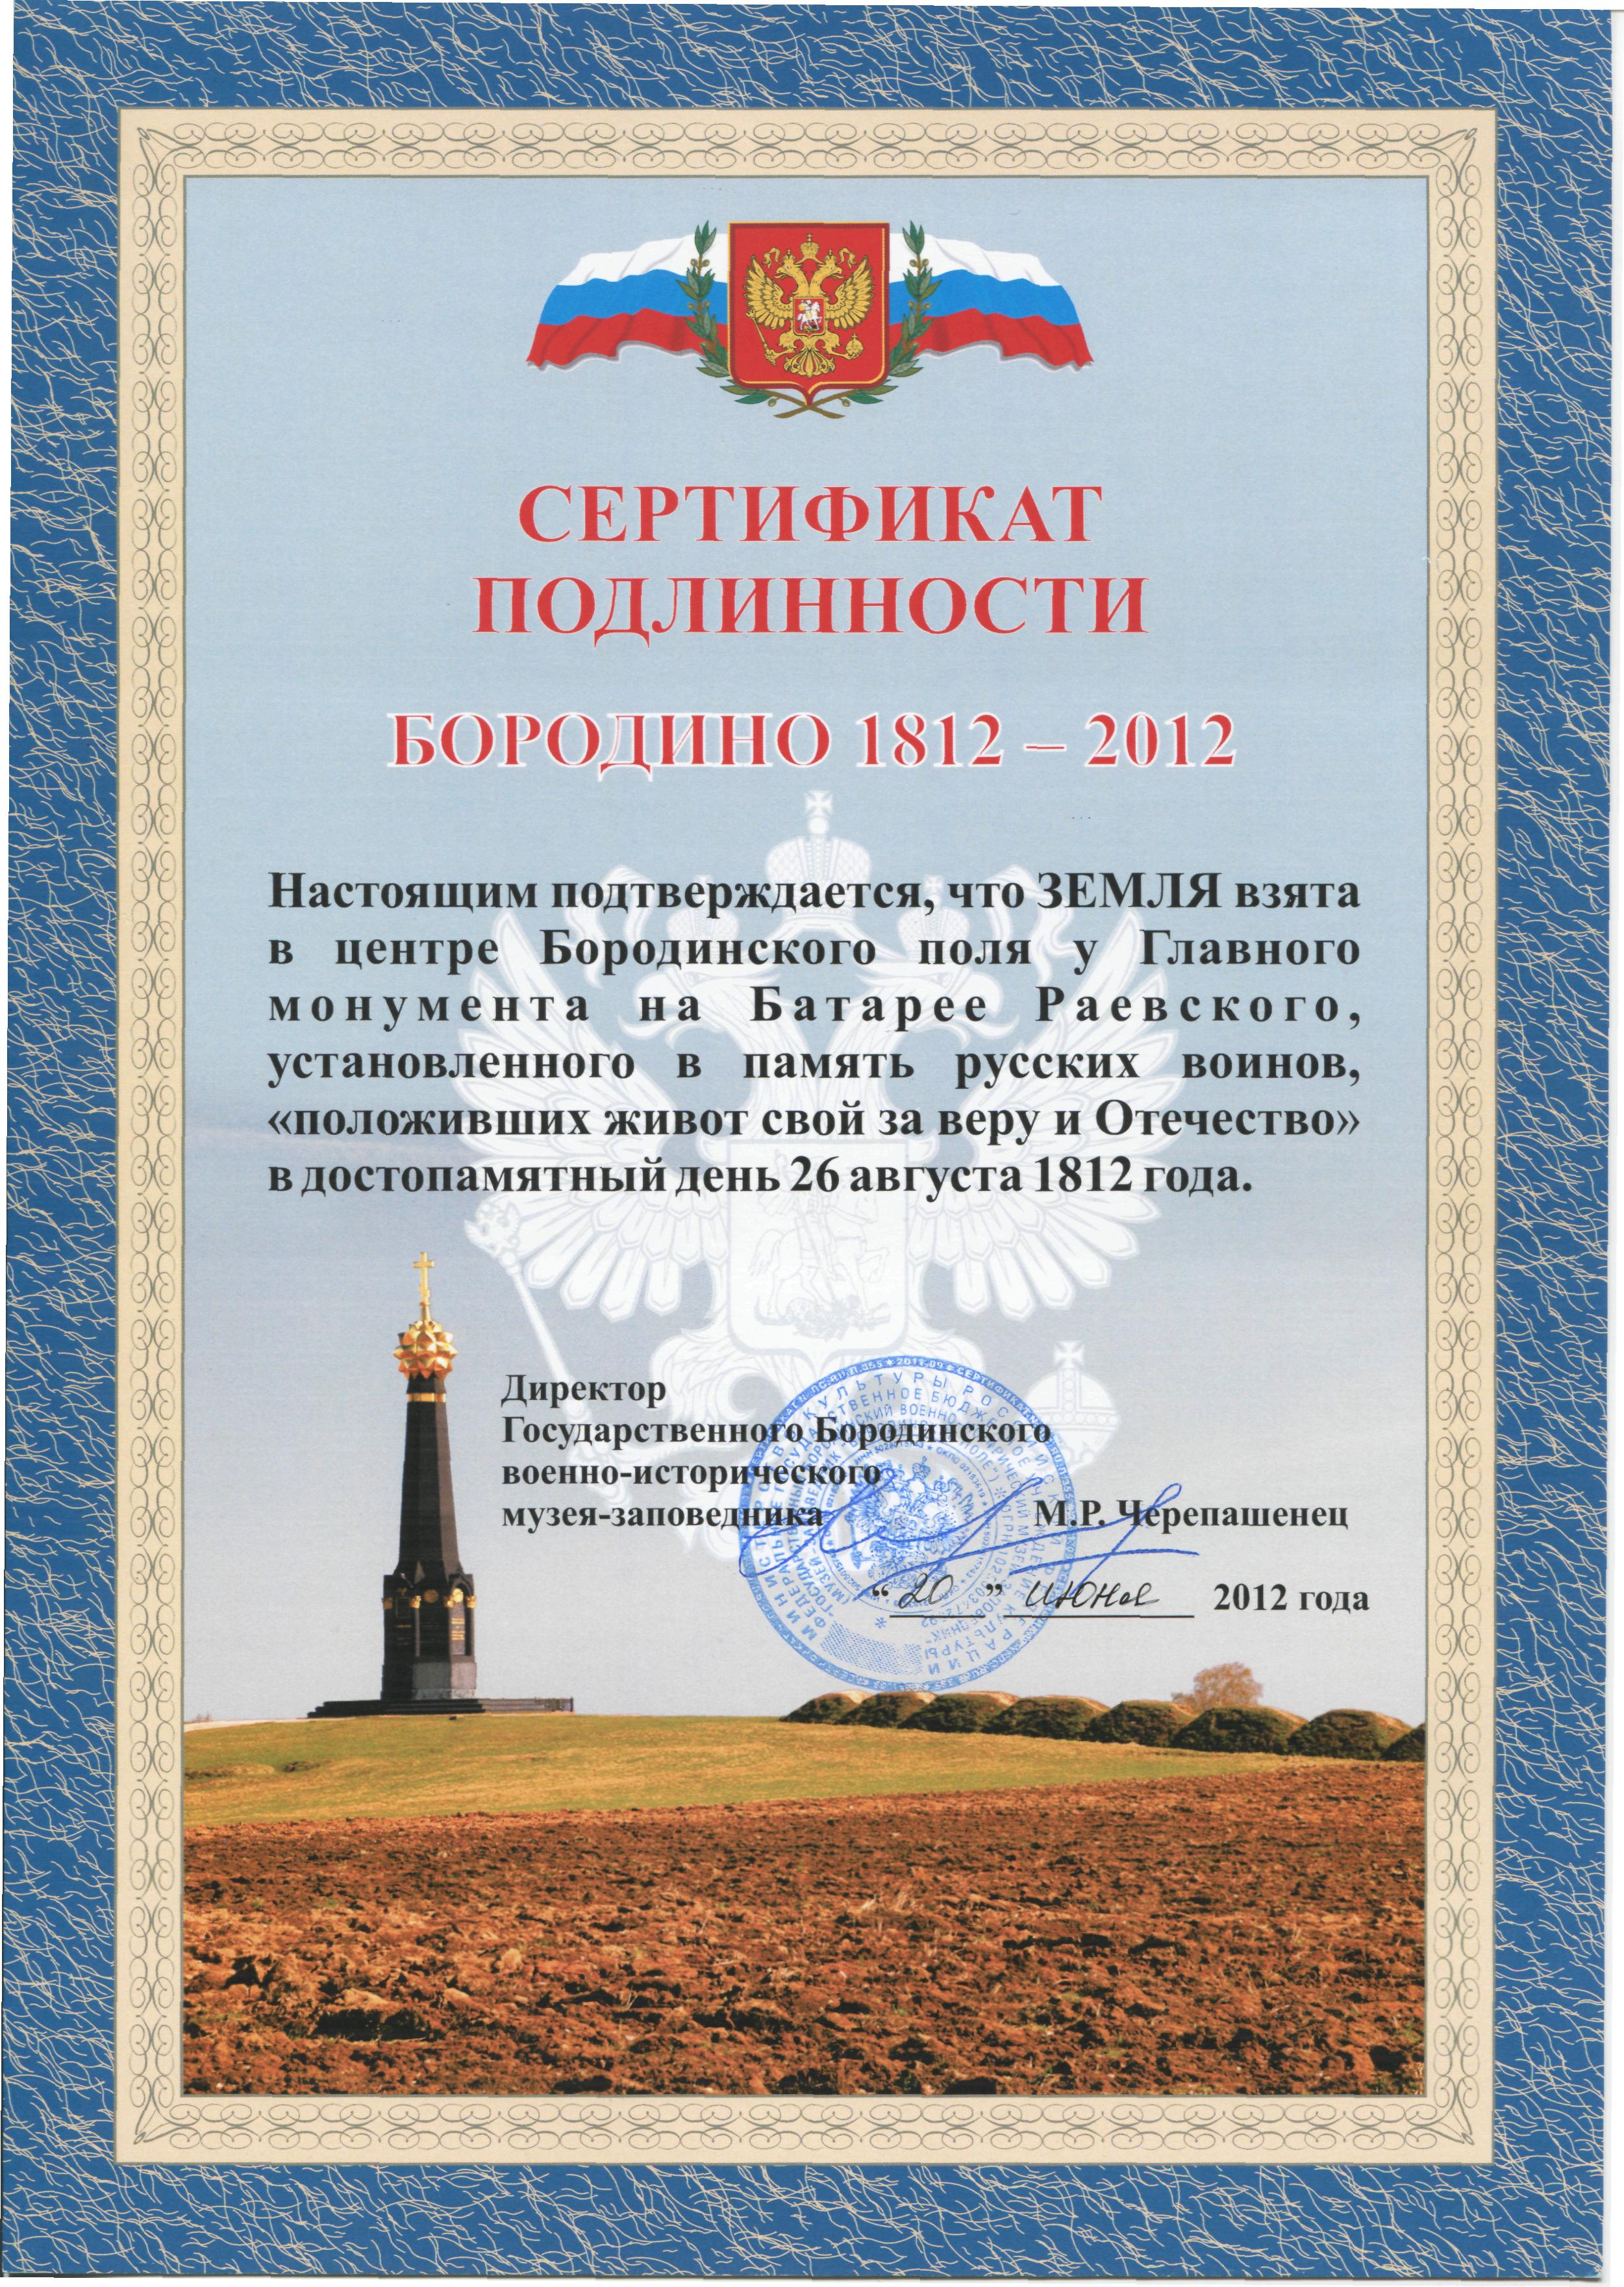 СЕРТИФИКАТ
ПОДЛИННОСТИ
БОРОДИНО 1812 – 2012
Настоящим подтверждается, что ЗЕМЛЯ взята
в центре Бородинского поля у Главного
монумента на Батарее Раевского,
установленного в память русских воинов,
«положивших живот свой за веру и Отечество»
в достопамятный день 26 августа 1812 года.
Директор
Государственного Бородинского
военно-исторического
музея-заповедника М.Р. Черепашенец
“20” июня 2012 года